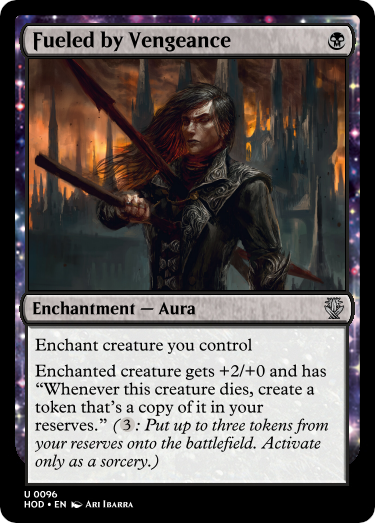 Fueled by Vengeance
Enchantment — Aura
Enchant creature you control
Enchanted creature gets +2/+0 and has
“Whenever this creature dies, create a
token that’s a copy of it in your
reserves.” (3: Put up to three tokens from
your reserves onto the battlefield. Activate
only as a sorcery.)
U 0096
HOD • EN Ari Ibarra